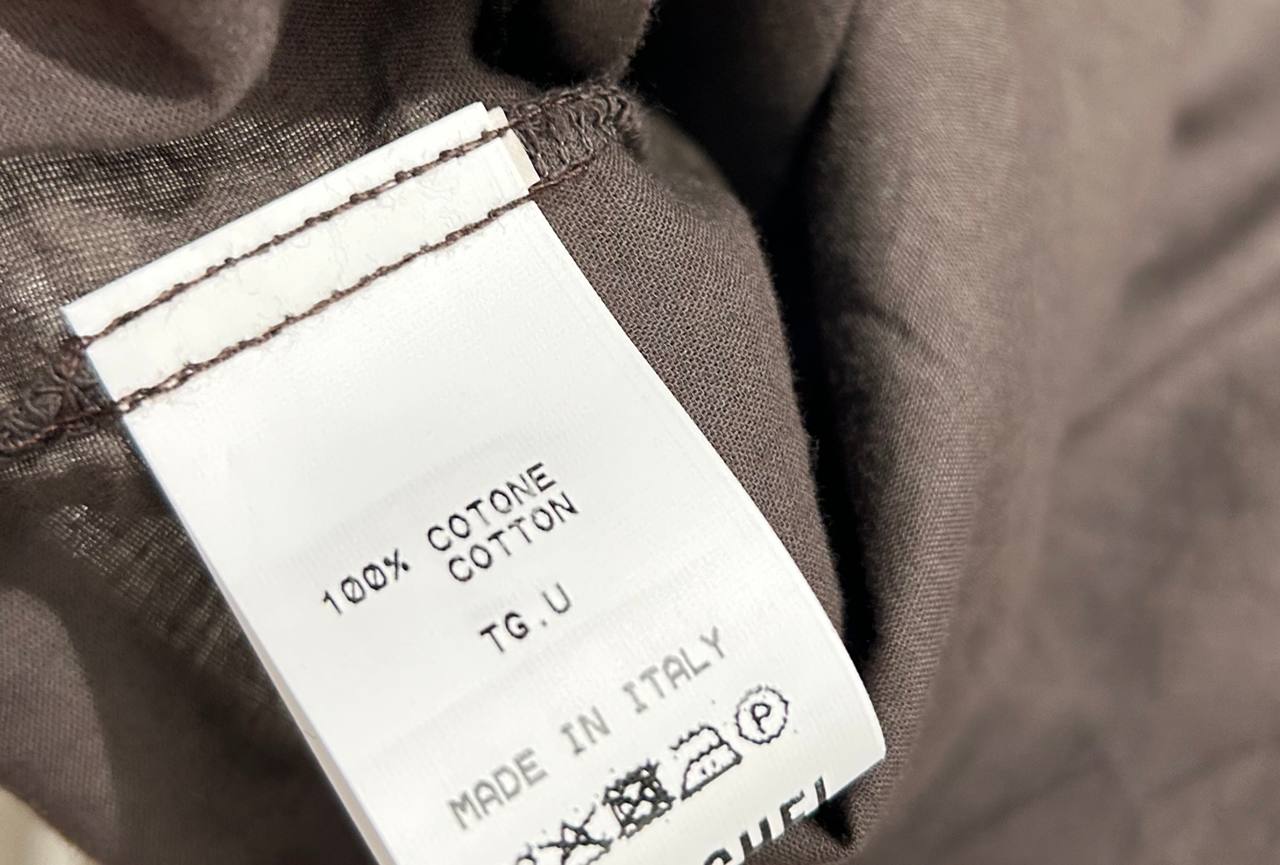 100% COTONE
COTTON
TG.U
MADE IN ITALY
P